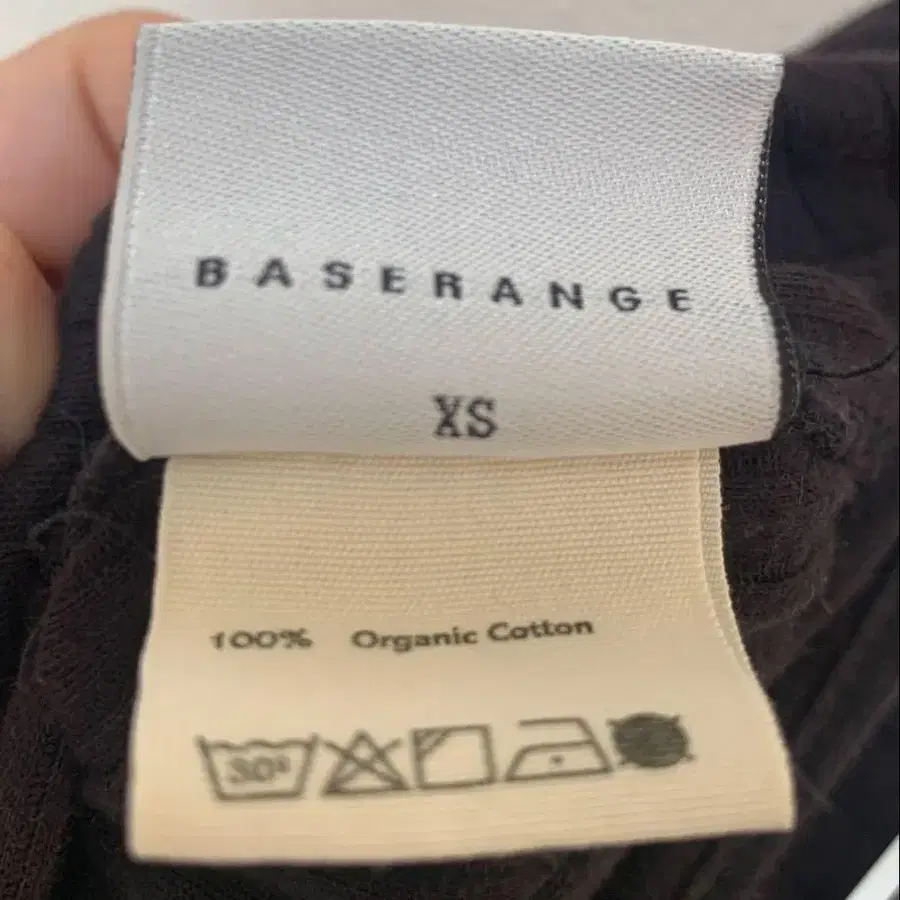 BASERANGE
XS
100% Organic Cotton
30°